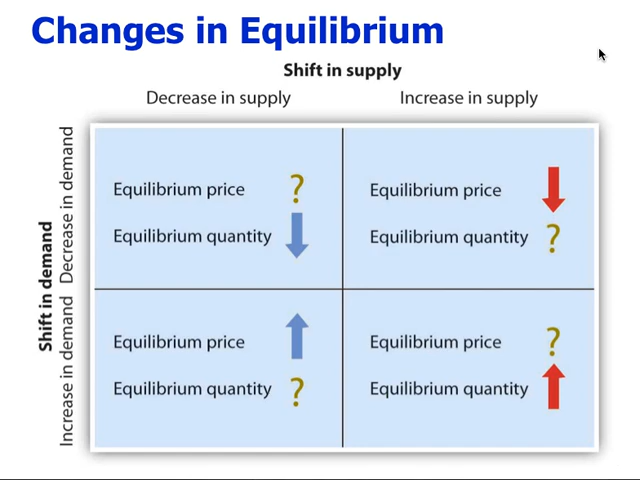 Changes in Equilibrium
Shift in supply
Decrease in supply
Increase in supply
Shift in demand
Decrease in demand
Increase in demand
Equilibrium price ?
Equilibrium quantity
Equilibrium price
Equilibrium quantity ?
Equilibrium price
Equilibrium quantity ?
Equilibrium price ?
Equilibrium quantity